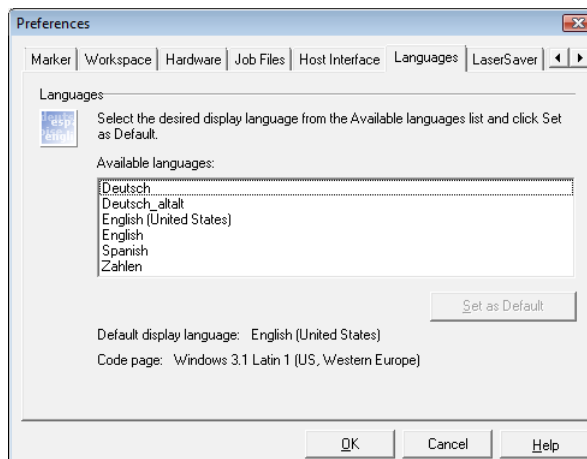 Preferences
Marker Workspace Hardware Job Files Host Interface Languages LaserSaver
Languages
Select the desired display language from the Available languages list and click Set
as Default.
Available languages:
Deutsch
Deutsch_altalt
English (United States)
English
Spanish
Zahlen
Set as Default
Default display language: English (United States)
Code page: Windows 3.1 Latin 1 (US, Western Europe)
OK Cancel Help